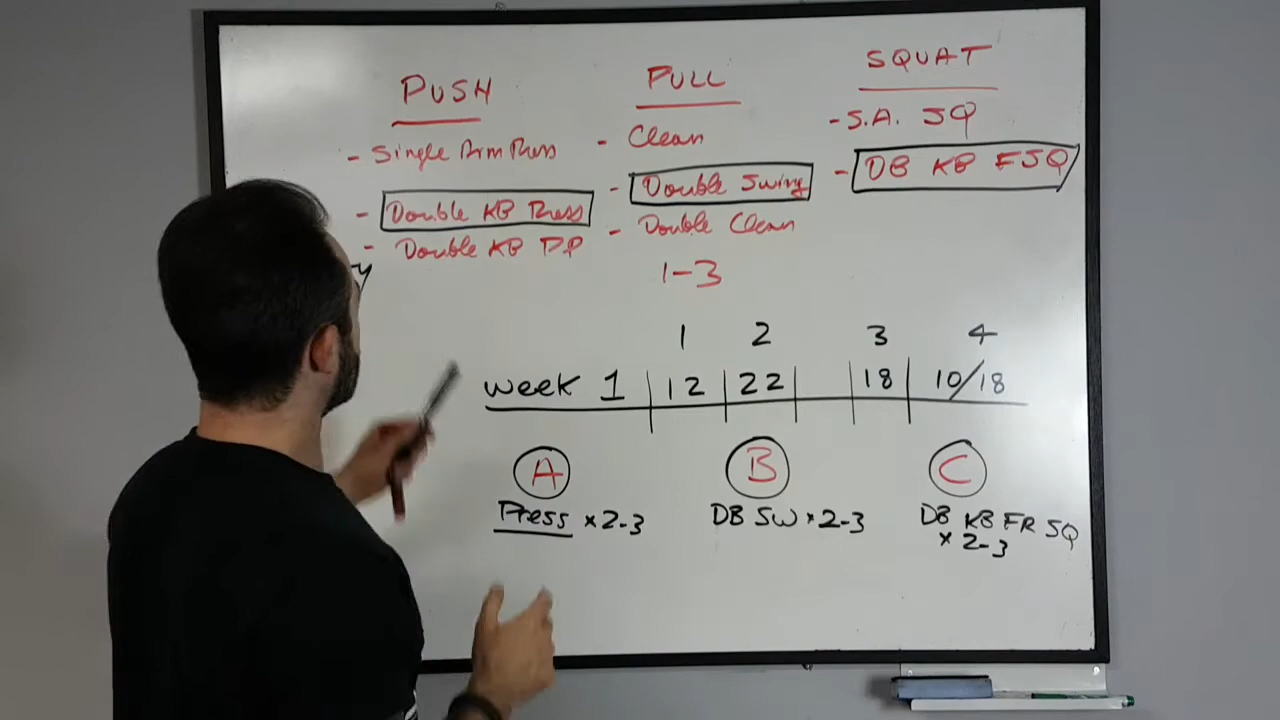 PUSH
- Single Arm Press
- Double KB Press
- Double KB PP
y
PULL
- Clean
- Double Swing
- Double Clean
1-3
SQUAT
- S.A. SQ
- DB KB FSQ
1 2 3 4
week 1 12 22 18 10/18
A
Press x 2-3
B
DB SW x 2-3
C
DB KB FR SQ
x 2-3